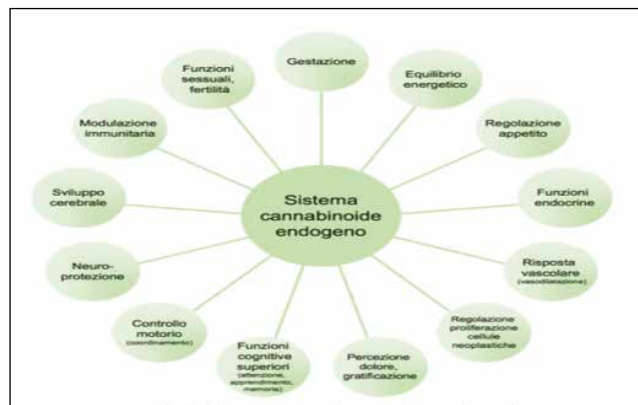 Gestazione
Equilibrio
energetico
Regolazione
appetito
Funzioni
endocrine
Risposta
vascolare
(vasodilatazione)
Regolazione
proliferazione
cellule
neoplastiche
Percezione
dolore,
gratificazione
Funzioni
cognitive
superiori
(attenzione,
apprendimento,
memoria)
Controllo
motorio
(coordinamento)
Neuro-
protezione
Sviluppo
cerebrale
Modulazione
immunitaria
Funzioni
sessuali,
fertilità
Sistema
cannabinoide
endogeno